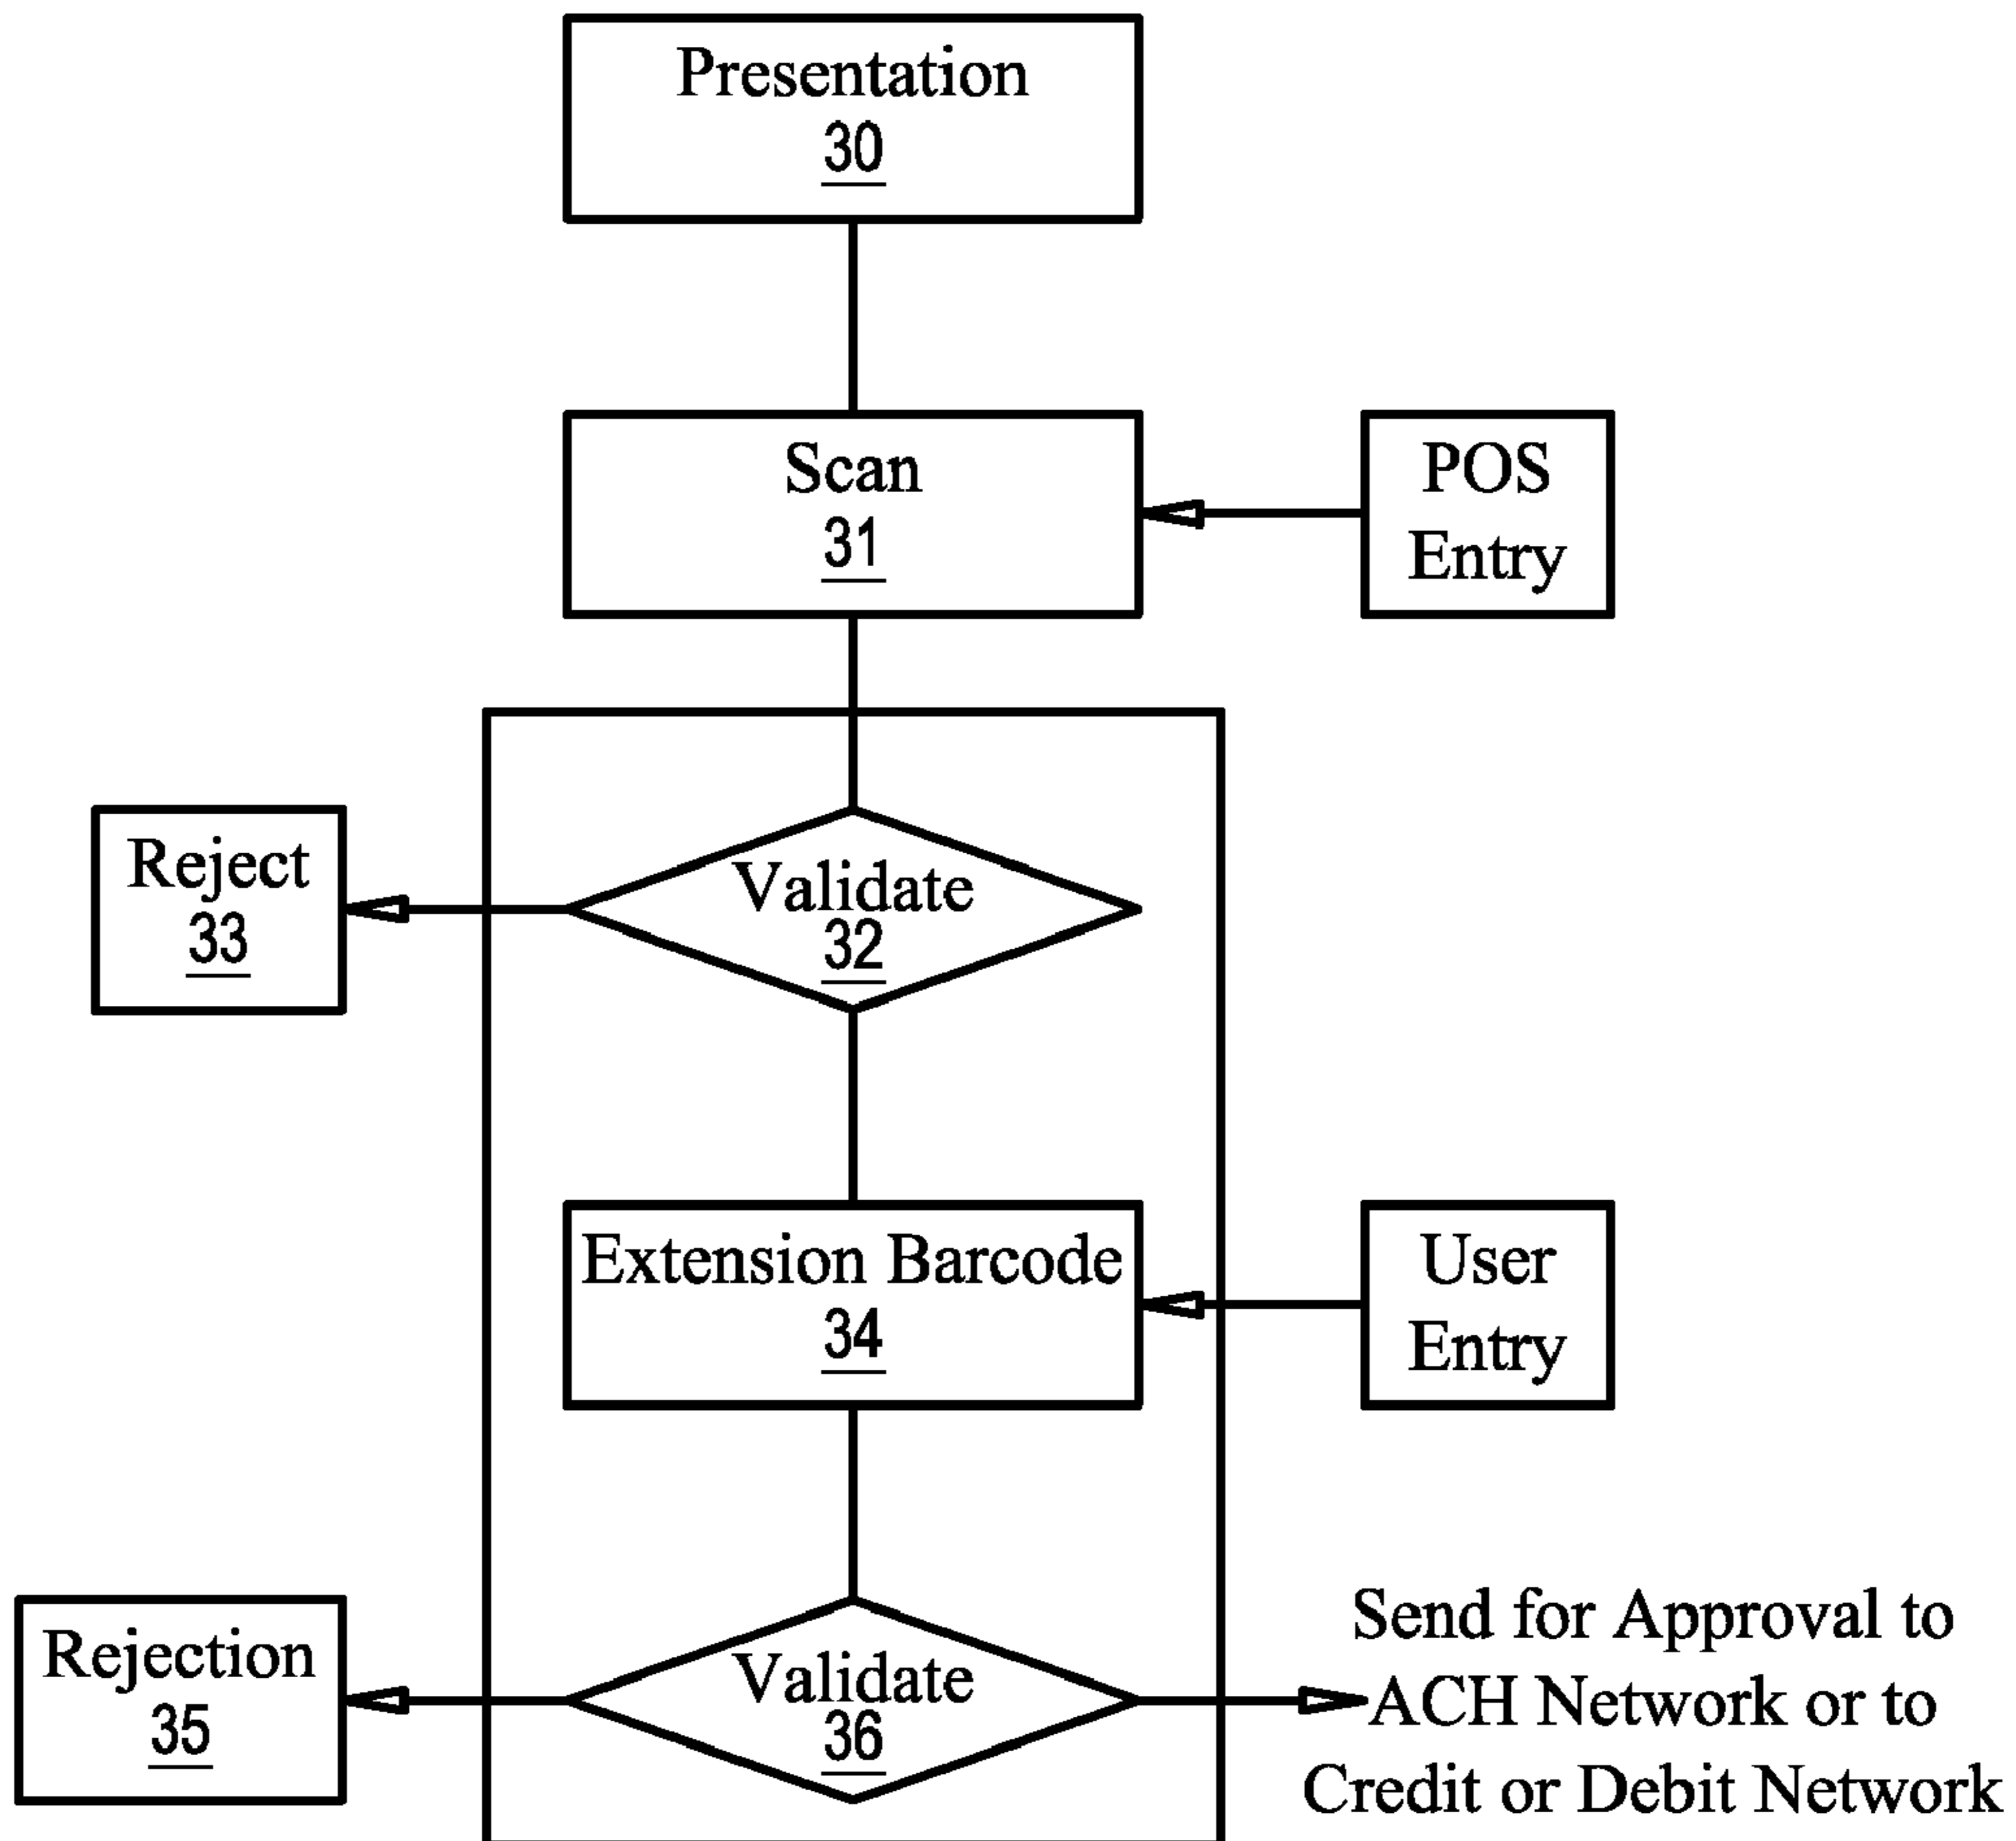 Presentation
30
Scan
31
POS
Entry
Reject
33
Validate
32
Extension Barcode
34
User
Entry
Rejection
35
Validate
36
Send for Approval to
ACH Network or to
Credit or Debit Network